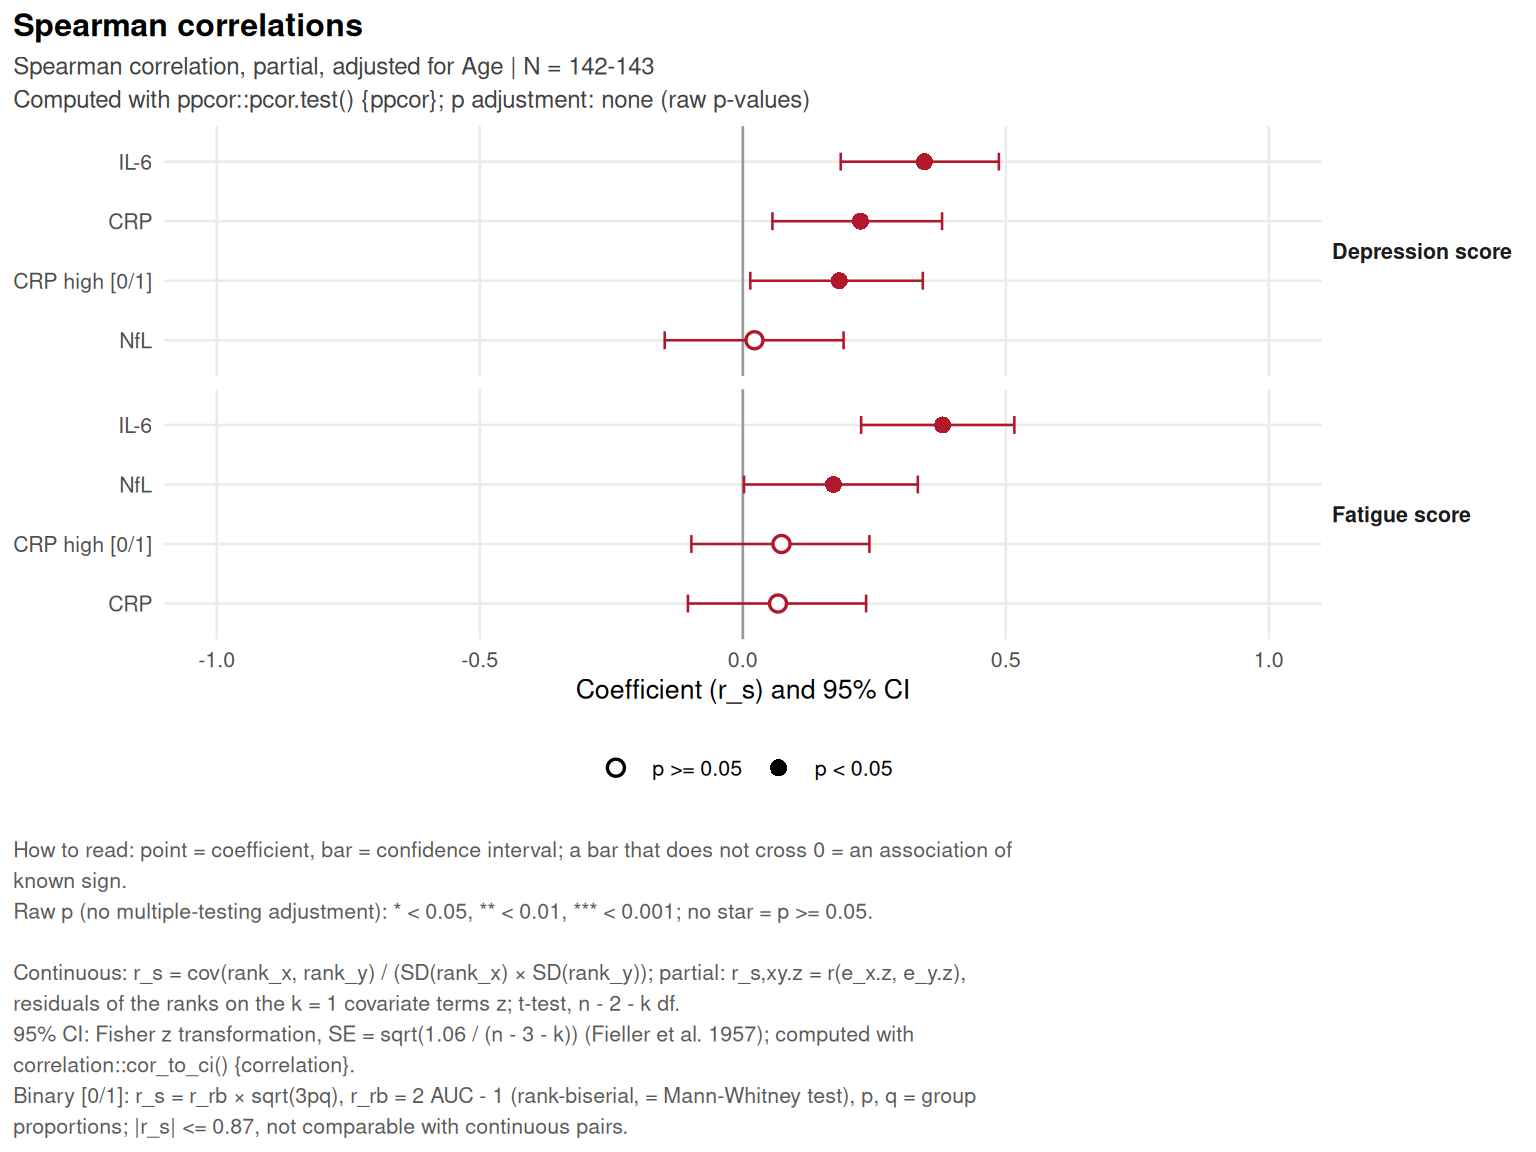 Spearman correlations
Spearman correlation, partial, adjusted for Age | N = 142-143
Computed with ppcor::pcor.test() {ppcor}; p adjustment: none (raw p-values)
IL-6
CRP
CRP high [0/1]
NfL
Depression score
IL-6
NfL
CRP high [0/1]
CRP
Fatigue score
-1.0 -0.5 0.0 0.5 1.0
Coefficient (r_s) and 95% CI
p >= 0.05 p < 0.05
How to read: point = coefficient, bar = confidence interval; a bar that does not cross 0 = an association of
known sign.
Raw p (no multiple-testing adjustment): * < 0.05, ** < 0.01, *** < 0.001; no star = p >= 0.05.
Continuous: r_s = cov(rank_x, rank_y) / (SD(rank_x) × SD(rank_y)); partial: r_s,xy.z = r(e_x.z, e_y.z),
residuals of the ranks on the k = 1 covariate terms z; t-test, n - 2 - k df.
95% CI: Fisher z transformation, SE = sqrt(1.06 / (n - 3 - k)) (Fieller et al. 1957); computed with
correlation::cor_to_ci() {correlation}.
Binary [0/1]: r_s = r_rb × sqrt(3pq), r_rb = 2 AUC - 1 (rank-biserial, = Mann-Whitney test), p, q = group
proportions; |r_s| <= 0.87, not comparable with continuous pairs.